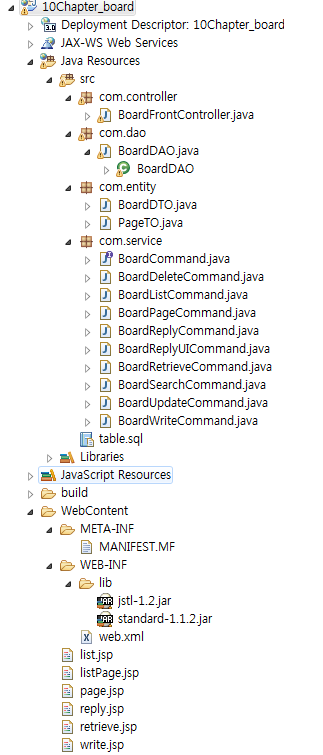 10Chapter_board
Deployment Descriptor: 10Chapter_board
JAX-WS Web Services
Java Resources
src
com.controller
BoardFrontController.java
com.dao
BoardDAO.java
BoardDAO
com.entity
BoardDTO.java
PageTO.java
com.service
BoardCommand.java
BoardDeleteCommand.java
BoardListCommand.java
BoardPageCommand.java
BoardReplyCommand.java
BoardReplyUICommand.java
BoardRetrieveCommand.java
BoardSearchCommand.java
BoardUpdateCommand.java
BoardWriteCommand.java
table.sql
Libraries
JavaScript Resources
build
WebContent
META-INF
MANIFEST.MF
WEB-INF
lib
jstl-1.2.jar
standard-1.1.2.jar
web.xml
list.jsp
listPage.jsp
page.jsp
reply.jsp
retrieve.jsp
write.jsp